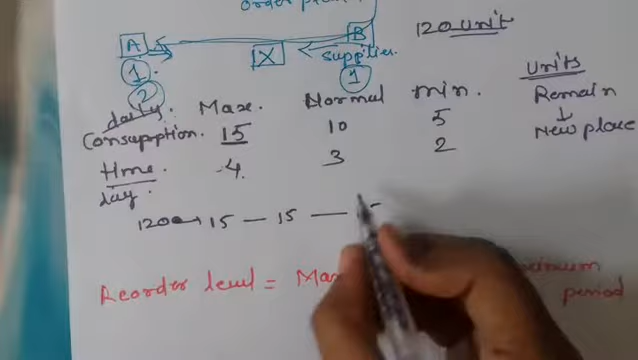 order
120 unit
A
B
X
supplier
1
1
2
Units
daily Max. Normal min. Remain
Consumption. 15 10 5 New place
time 4 3 2
day
120 15 — 15 —
Reorder level = Max
period